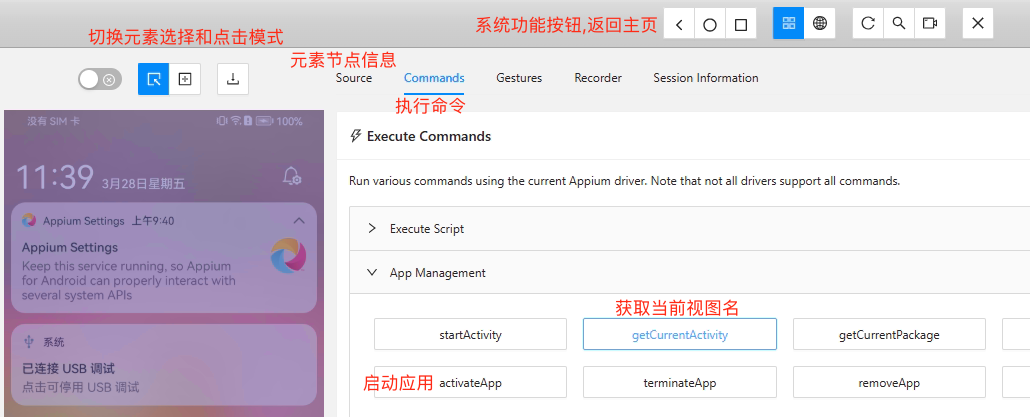 系统功能按钮,返回主页
切换元素选择和点击模式
元素节点信息
Source Commands Gestures Recorder Session Information
执行命令
没有 SIM 卡 100%
Execute Commands
11:39 3月28日星期五
Run various commands using the current Appium driver. Note that not all drivers support all commands.
Appium Settings 上午9:40
Execute Script
Appium Settings
Keep this service running, so Appium
for Android can properly interact with
several system APIs
App Management
获取当前视图名
startActivity getCurrentActivity getCurrentPackage
系统
已连接 USB 调试
点击可停用 USB 调试
启动应用 activateApp terminateApp removeApp